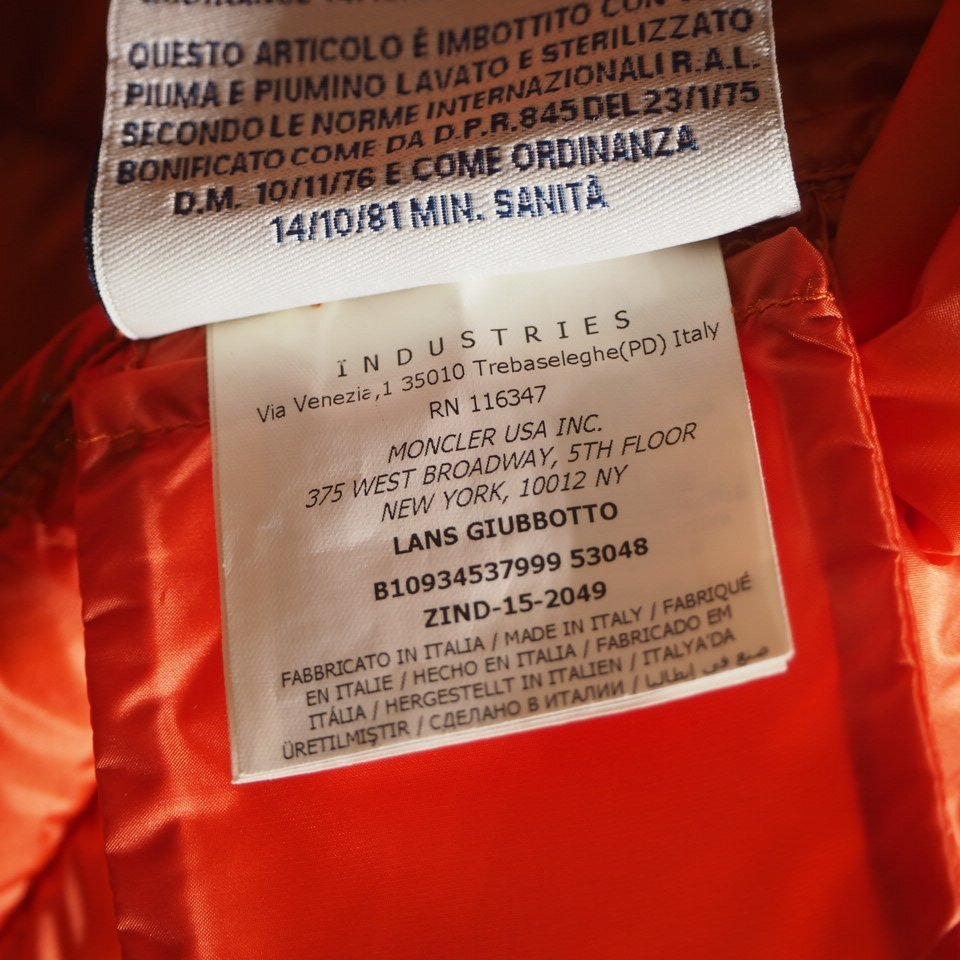 QUESTO ARTICOLO È IMBOTTITO CON
PIUMA E PIUMINO LAVATO E STERILIZZATO
SECONDO LE NORME INTERNAZIONALI R.A.L.
BONIFICATO COME DA D.P.R. 845 DEL 23/1/75
D.M. 10/11/76 E COME ORDINANZA
14/10/81 MIN. SANITÀ
ÏNDUSTRIES
Via Venezia,1 35010 Trebaseleghe(PD) Italy
RN 116347
MONCLER USA INC.
375 WEST BROADWAY, 5TH FLOOR
NEW YORK, 10012 NY
LANS GIUBBOTTO
B10934537999 53048
ZIND-15-2049
FABBRICATO IN ITALIA / MADE IN ITALY / FABRIQUÉ
EN ITALIE / HECHO EN ITALIA / FABRICADO EM
ITÁLIA / HERGESTELLT IN ITALIEN / ITALYA'DA
ÜRETILMIŞTIR / СДЕЛАНО В ИТАЛИИ / صنع في إيطاليا